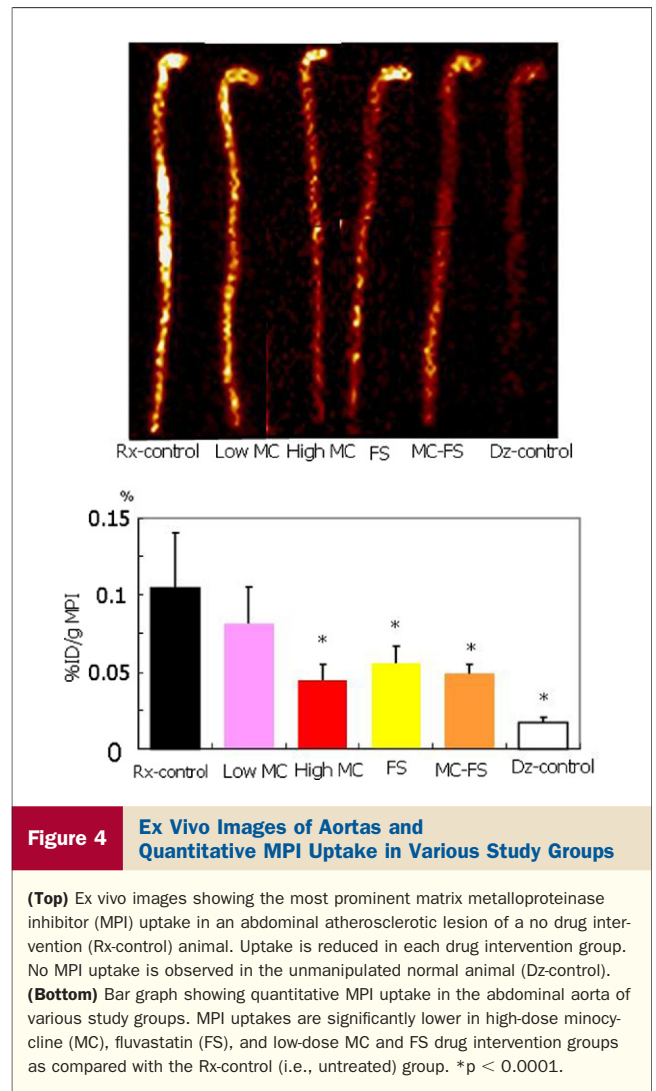 Rx-control Low MC High MC FS MC-FS Dz-control
%
0.15
0.1
0.05
0
%ID/g MPI
* * * *
Rx-control Low MC High MC FS MC-FS Dz-control
Figure 4
Ex Vivo Images of Aortas and
Quantitative MPI Uptake in Various Study Groups
(Top) Ex vivo images showing the most prominent matrix metalloproteinase
inhibitor (MPI) uptake in an abdominal atherosclerotic lesion of a no drug inter-
vention (Rx-control) animal. Uptake is reduced in each drug intervention group.
No MPI uptake is observed in the unmanipulated normal animal (Dz-control).
(Bottom) Bar graph showing quantitative MPI uptake in the abdominal aorta of
various study groups. MPI uptakes are significantly lower in high-dose minocy-
cline (MC), fluvastatin (FS), and low-dose MC and FS drug intervention groups
as compared with the Rx-control (i.e., untreated) group. *p < 0.0001.